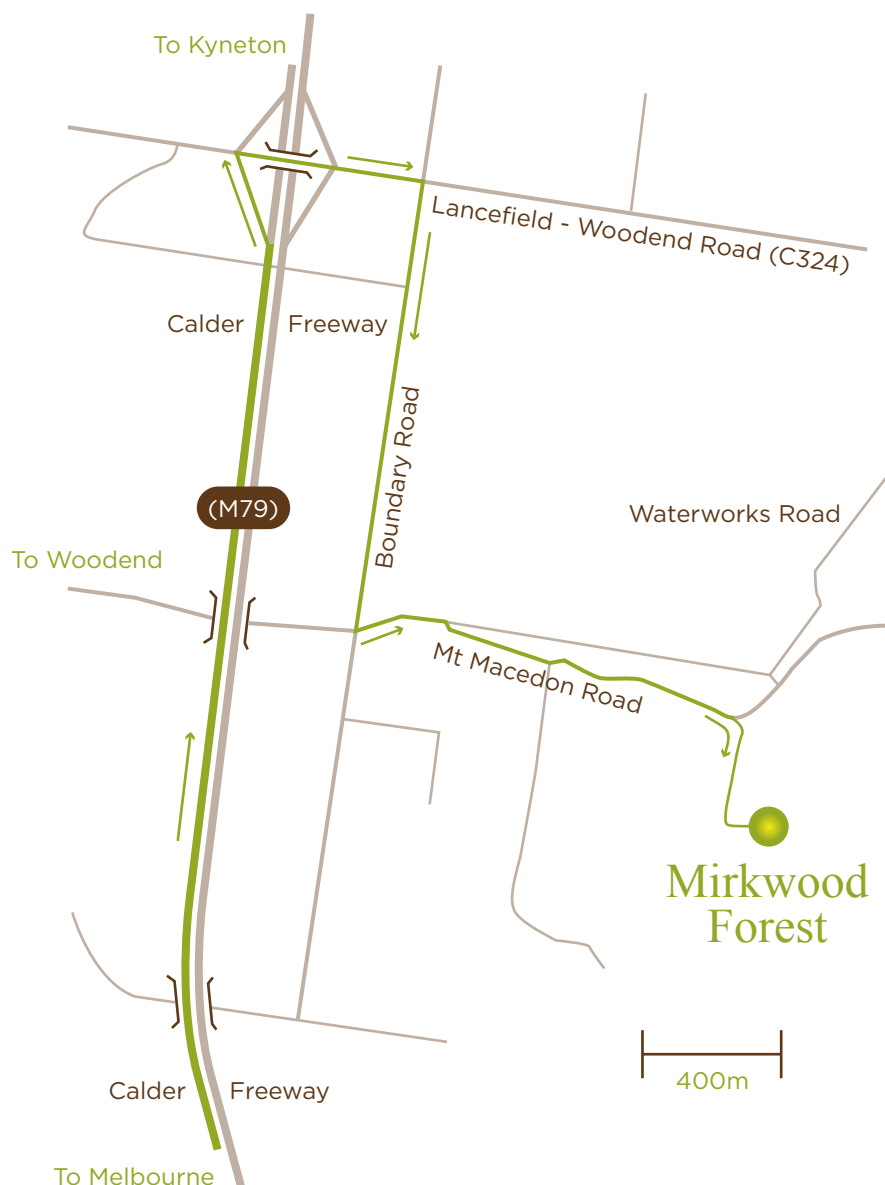 To Kyneton
Lancefield - Woodend Road (C324)
Calder Freeway
Boundary Road
(M79)
Waterworks Road
To Woodend
Mt Macedon Road
Mirkwood
Forest
400m
Calder Freeway
To Melbourne